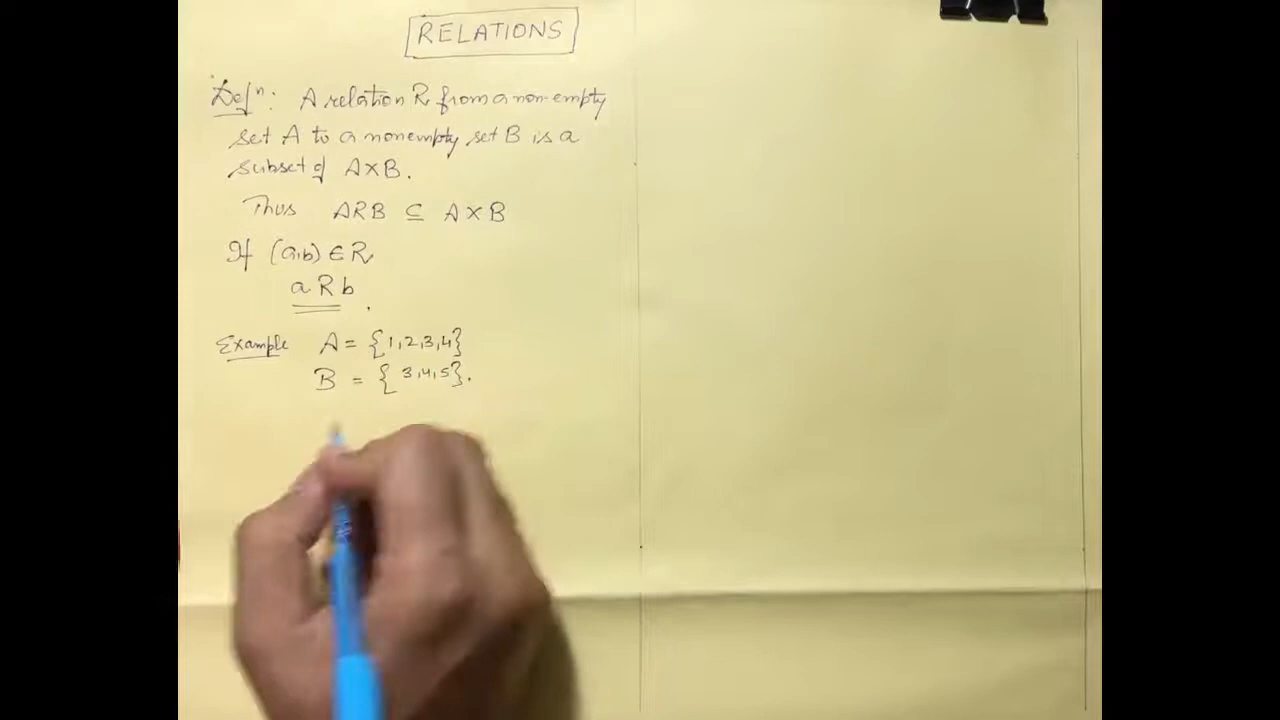 RELATIONS
Defⁿ: A relation R from a non-empty
set A to a nonempty set B is a
subset of A×B.
Thus ARB ⊆ A×B
If (a,b) ∈ R
aRb.
Example A = {1,2,3,4}
B = {3,4,5}.